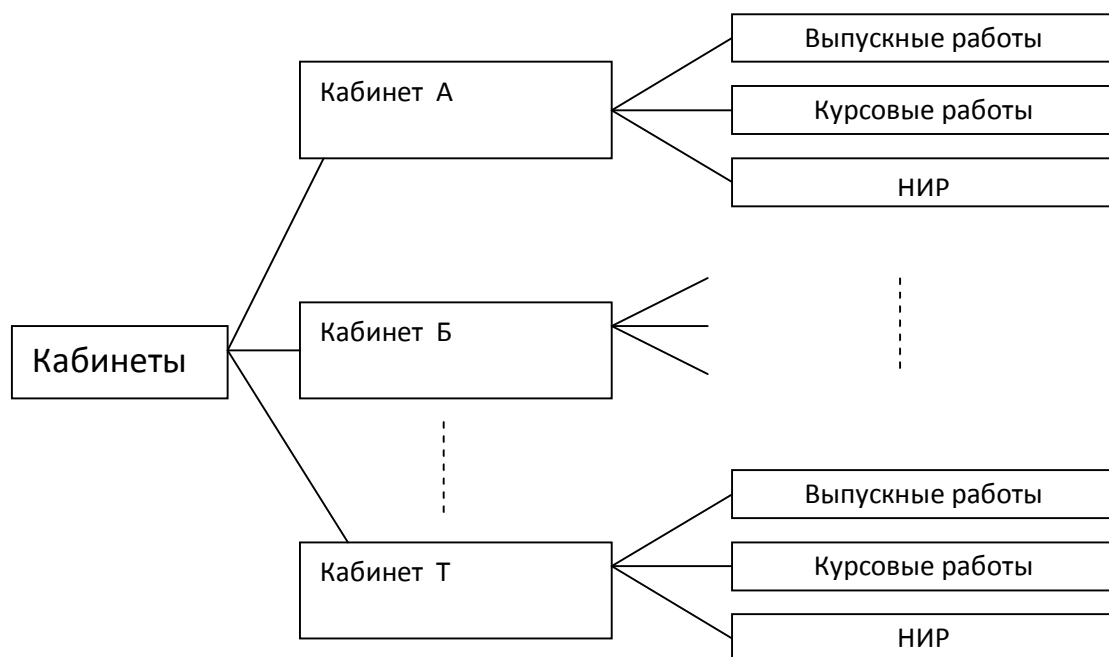 Выпускные работы
Кабинет А
Курсовые работы
НИР
Кабинеты
Кабинет Б
Выпускные работы
Кабинет Т
Курсовые работы
НИР